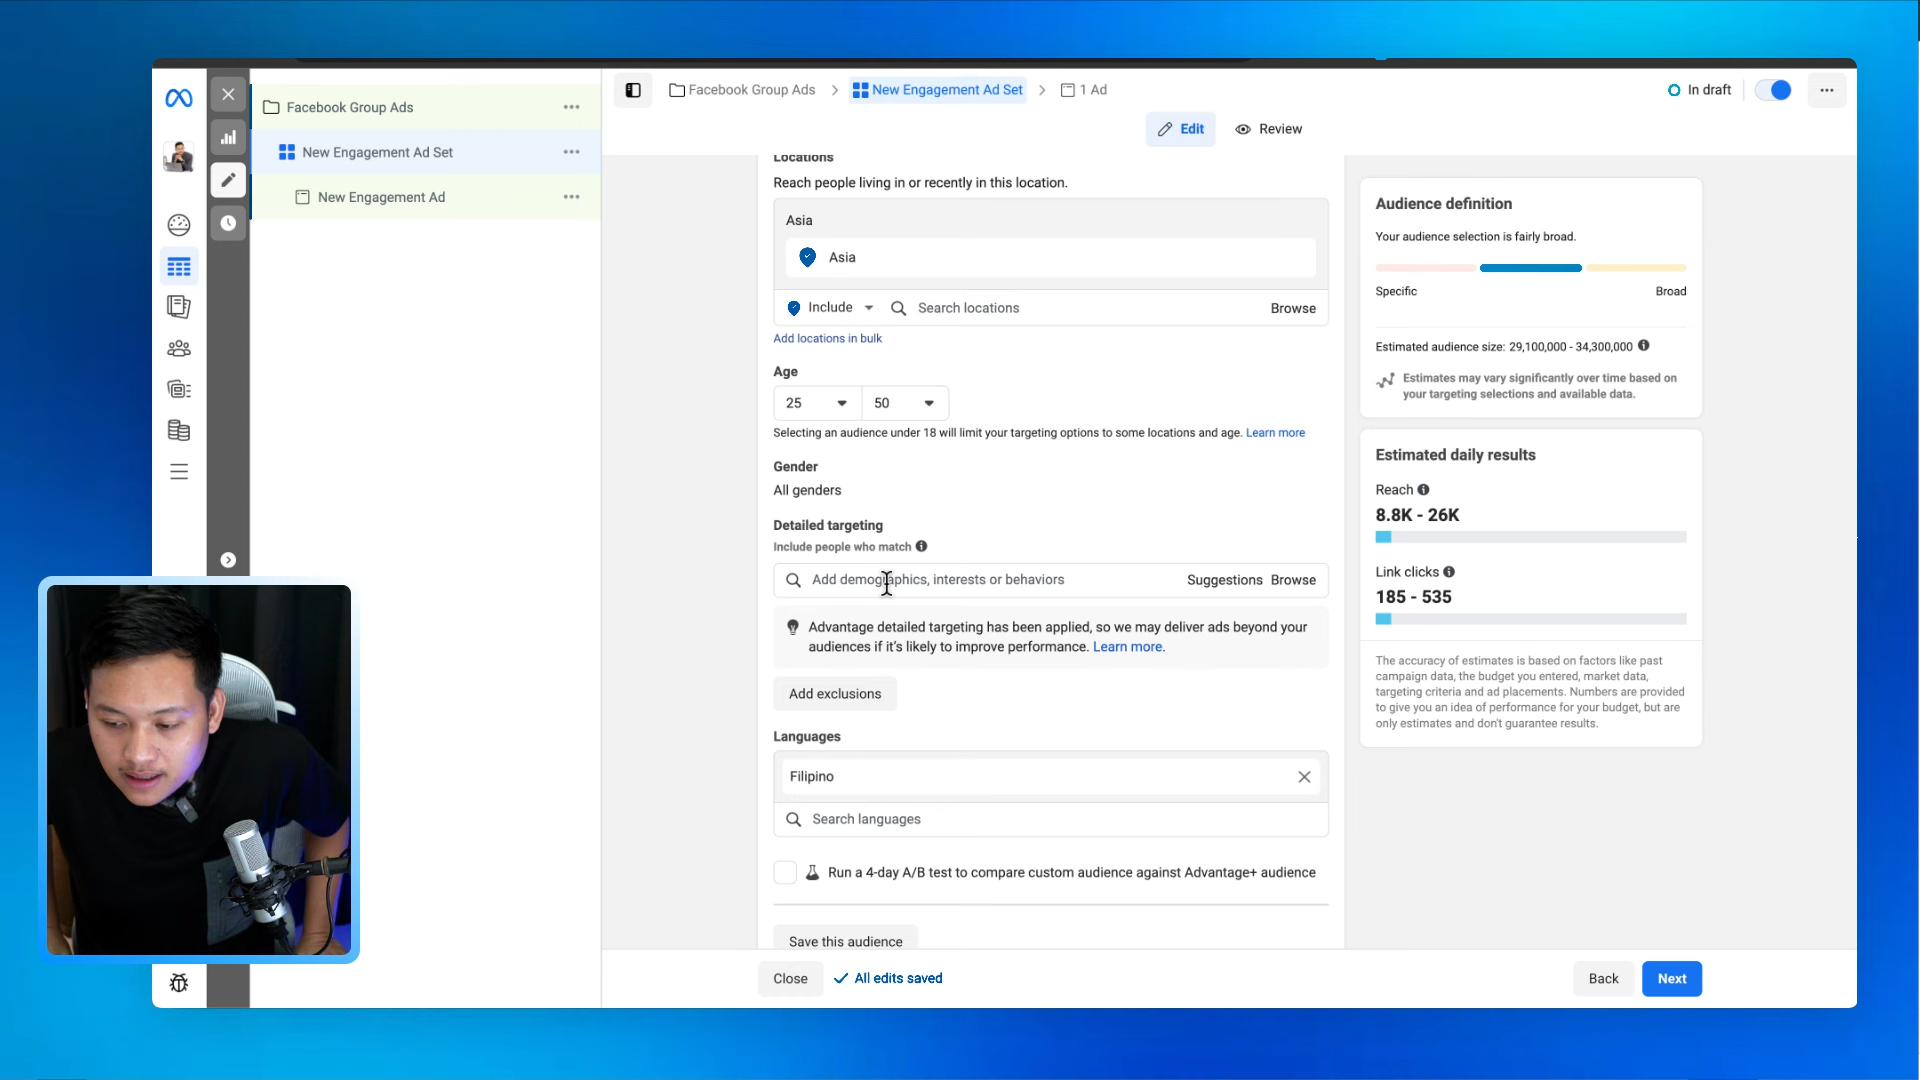 Facebook Group Ads
New Engagement Ad Set
New Engagement Ad
Facebook Group Ads
New Engagement Ad Set
1 Ad
In draft
Edit
Review
Locations
Reach people living in or recently in this location.
Asia
Asia
Include
Search locations
Browse
Add locations in bulk
Age
25
50
Selecting an audience under 18 will limit your targeting options to some locations and age. Learn more
Gender
All genders
Detailed targeting
Include people who match
Add demographics, interests or behaviors
Suggestions
Browse
Advantage detailed targeting has been applied, so we may deliver ads beyond your
audiences if it's likely to improve performance. Learn more.
Add exclusions
Languages
Filipino
Search languages
Run a 4-day A/B test to compare custom audience against Advantage+ audience
Save this audience
Close
All edits saved
Back
Next
Audience definition
Your audience selection is fairly broad.
Specific
Broad
Estimated audience size: 29,100,000 - 34,300,000
Estimates may vary significantly over time based on
your targeting selections and available data.
Estimated daily results
Reach
8.8K - 26K
Link clicks
185 - 535
The accuracy of estimates is based on factors like past
campaign data, the budget you entered, market data,
targeting criteria and ad placements. Numbers are provided
to give you an idea of performance for your budget, but are
only estimates and don't guarantee results.